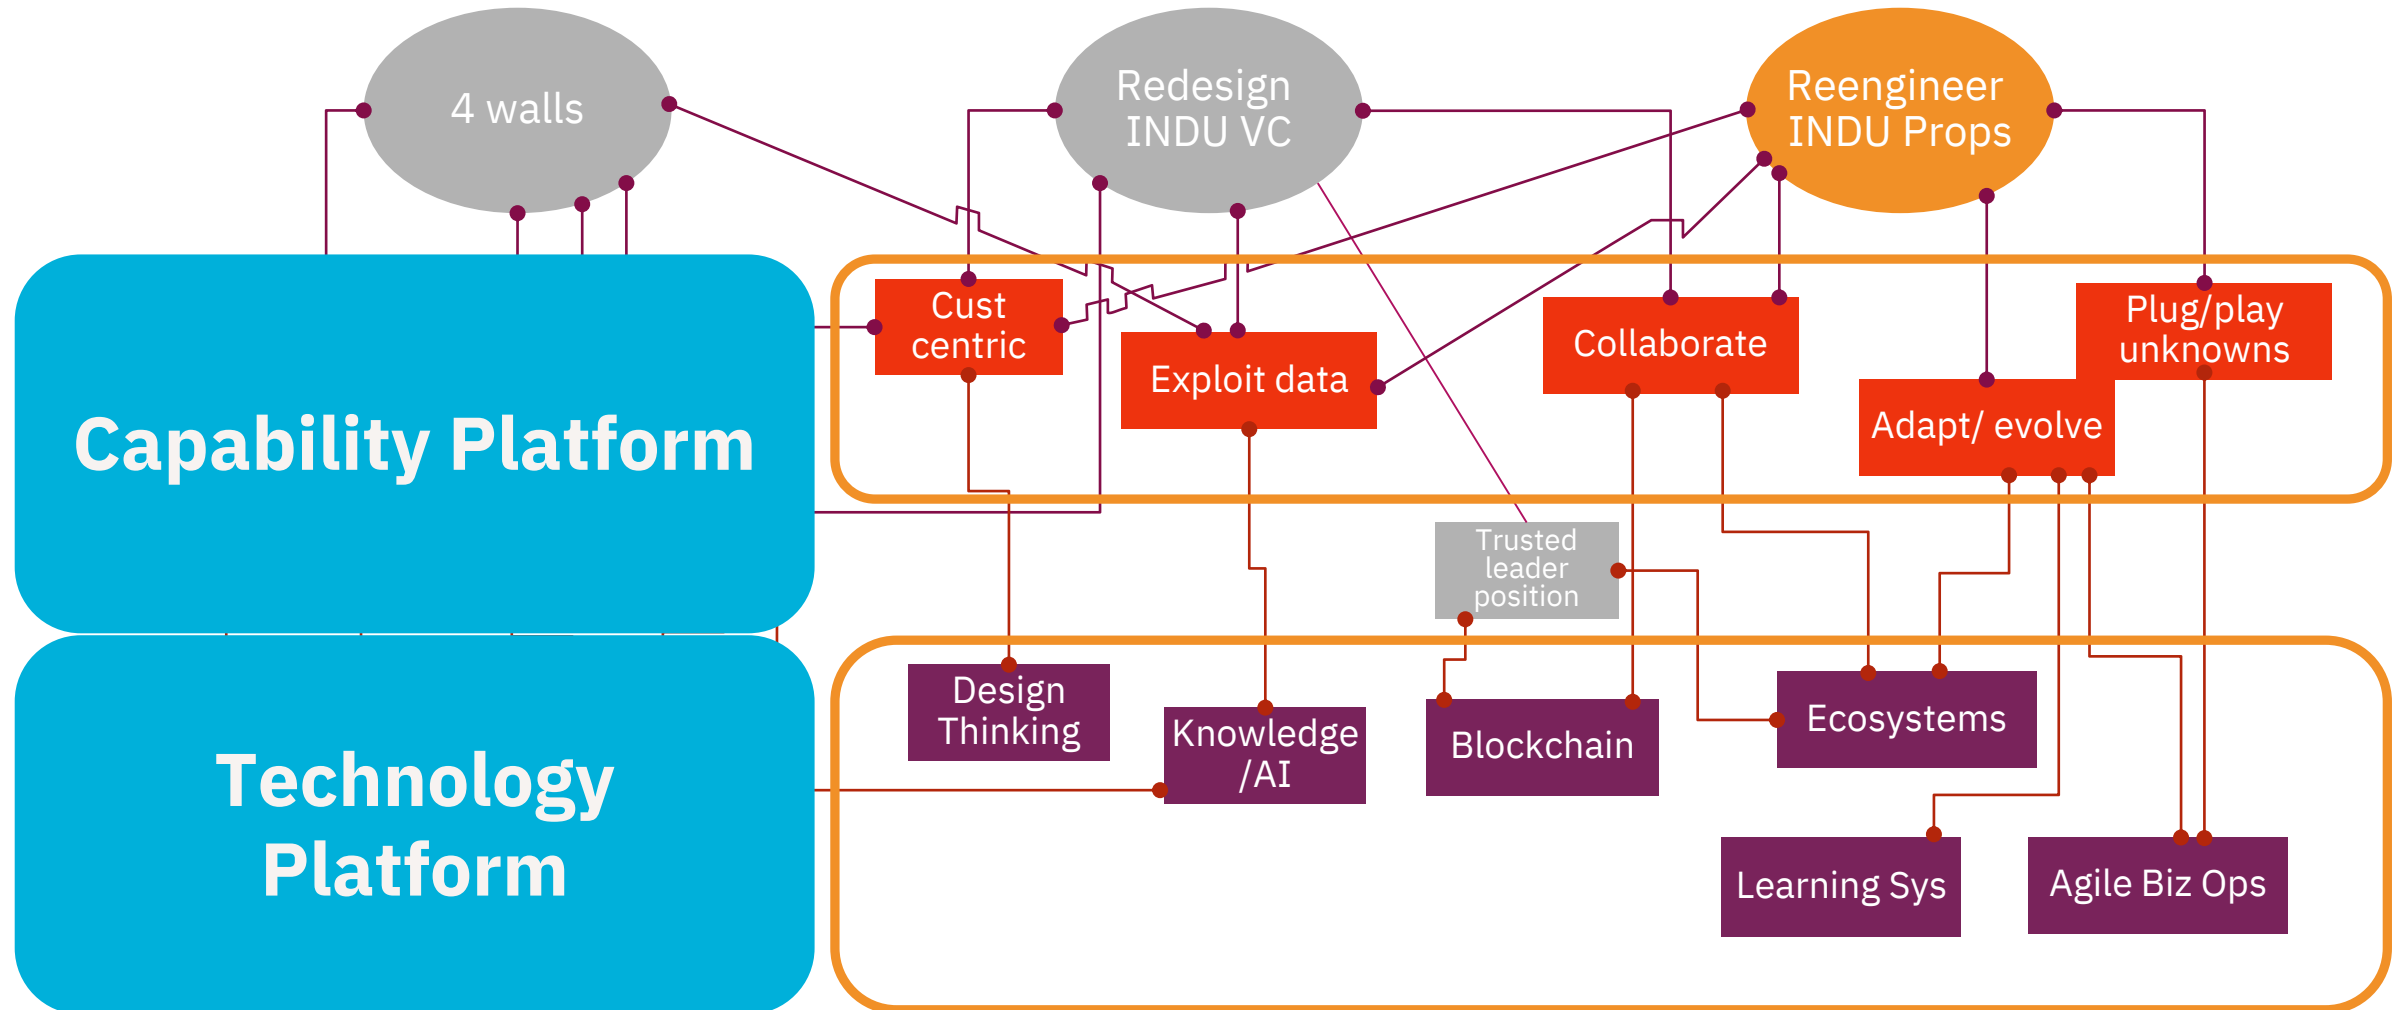 4 walls
Redesign
INDU VC
Reengineer
INDU Props
Capability Platform
Cust
centric
Exploit data
Collaborate
Plug/play
unknowns
Adapt/ evolve
Trusted
leader
position
Technology
Platform
Design
Thinking
Knowledge
/AI
Blockchain
Ecosystems
Learning Sys
Agile Biz Ops